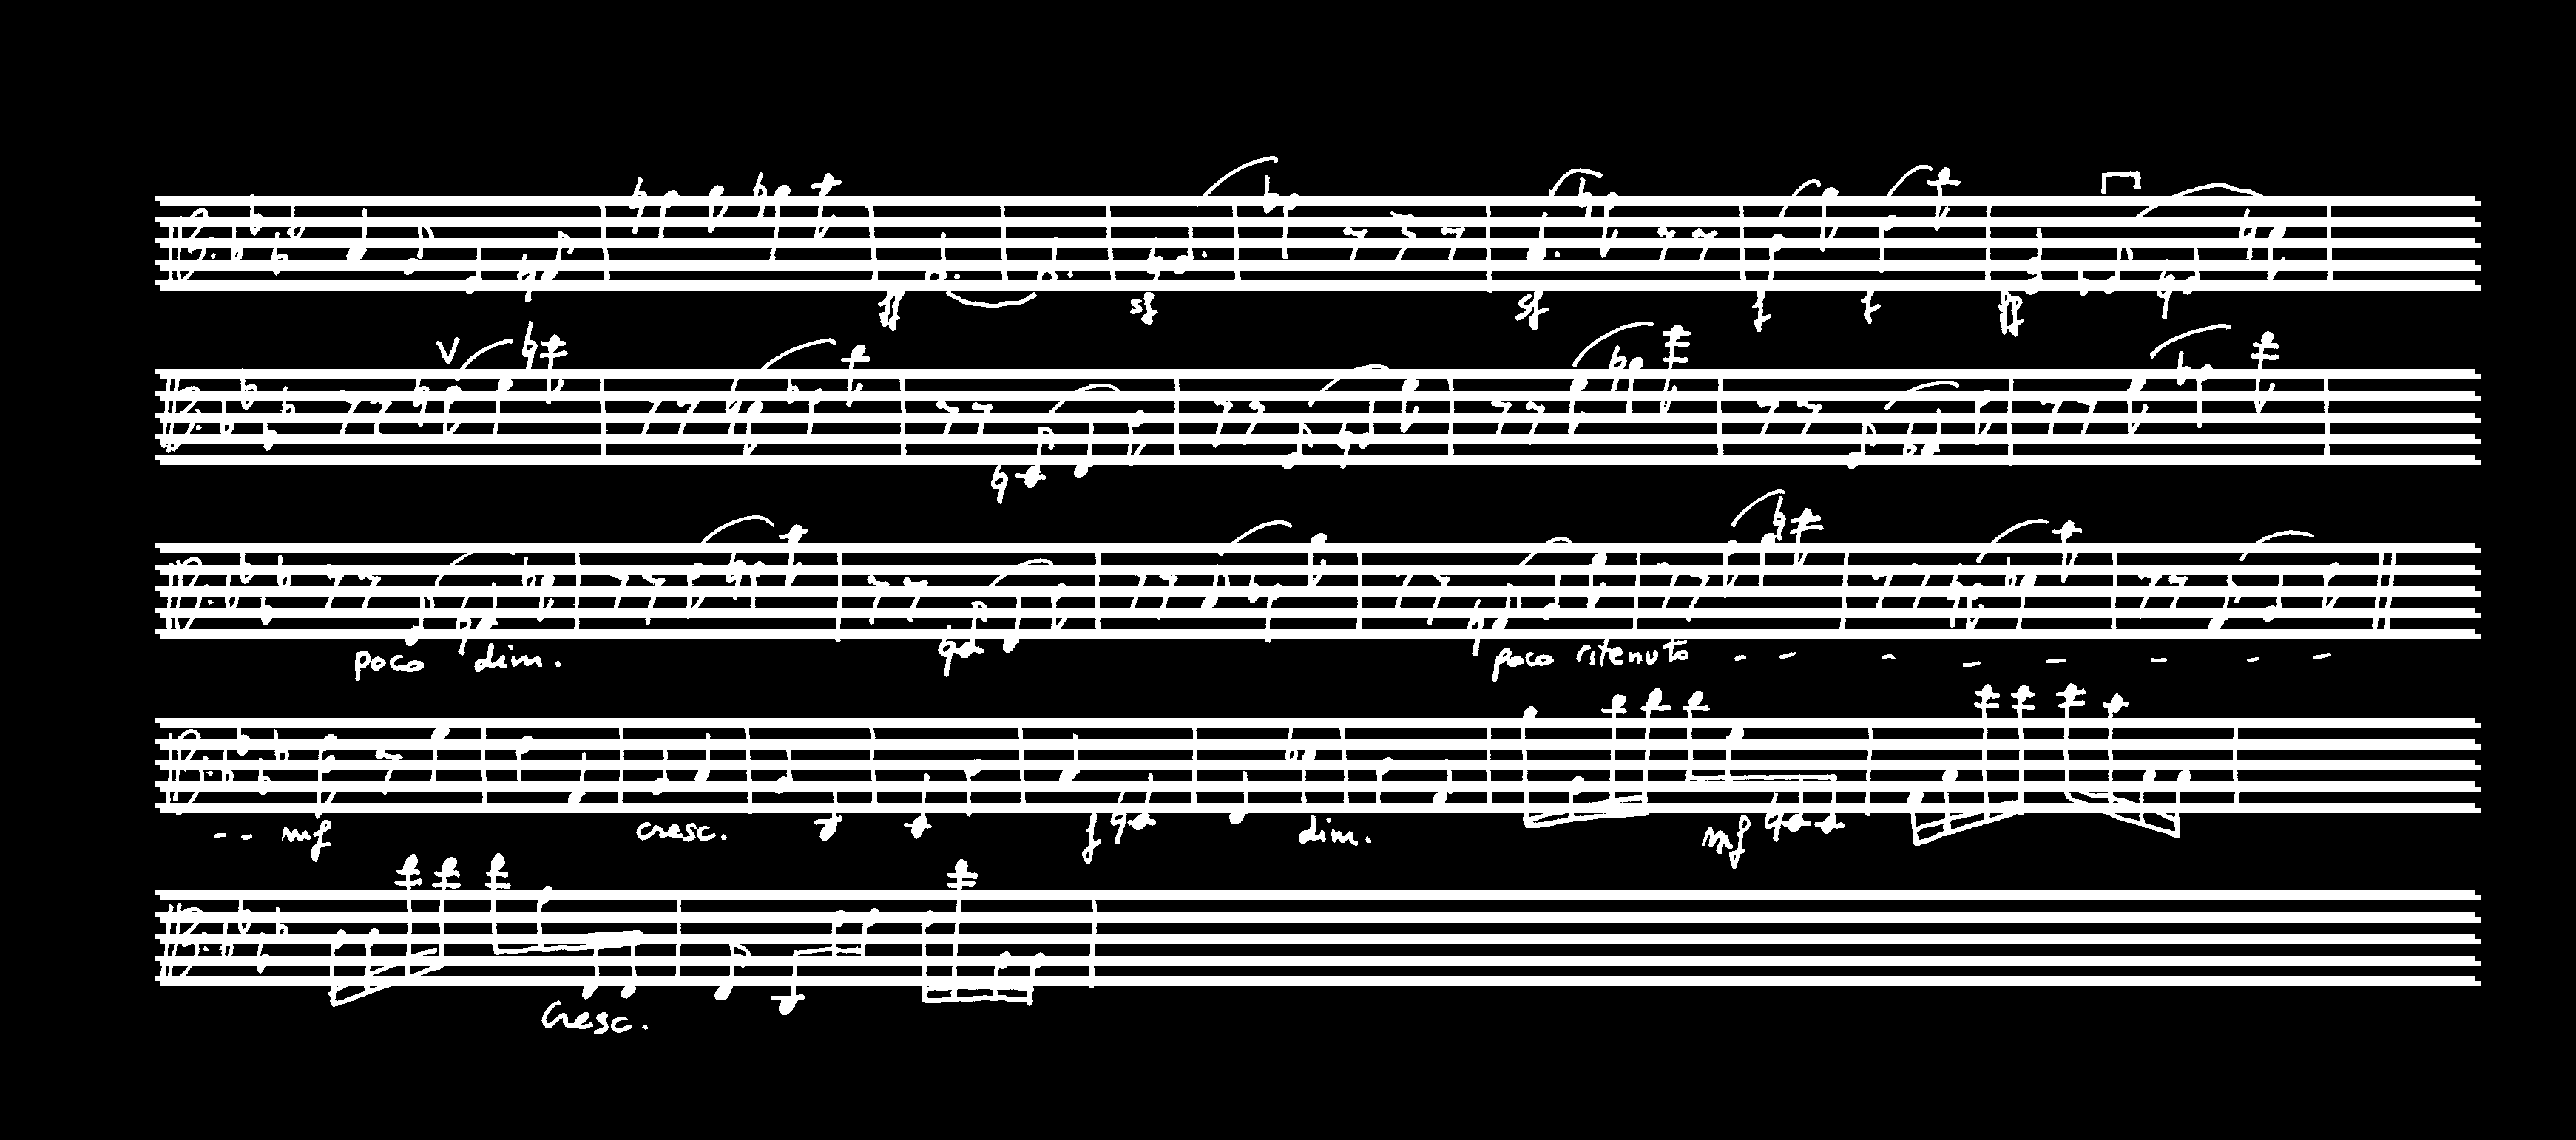 ff sf sf f f ff
V
poco dim. poco ritenuto - - - - - - - -
- - mf cresc. f dim. mf
cresc.